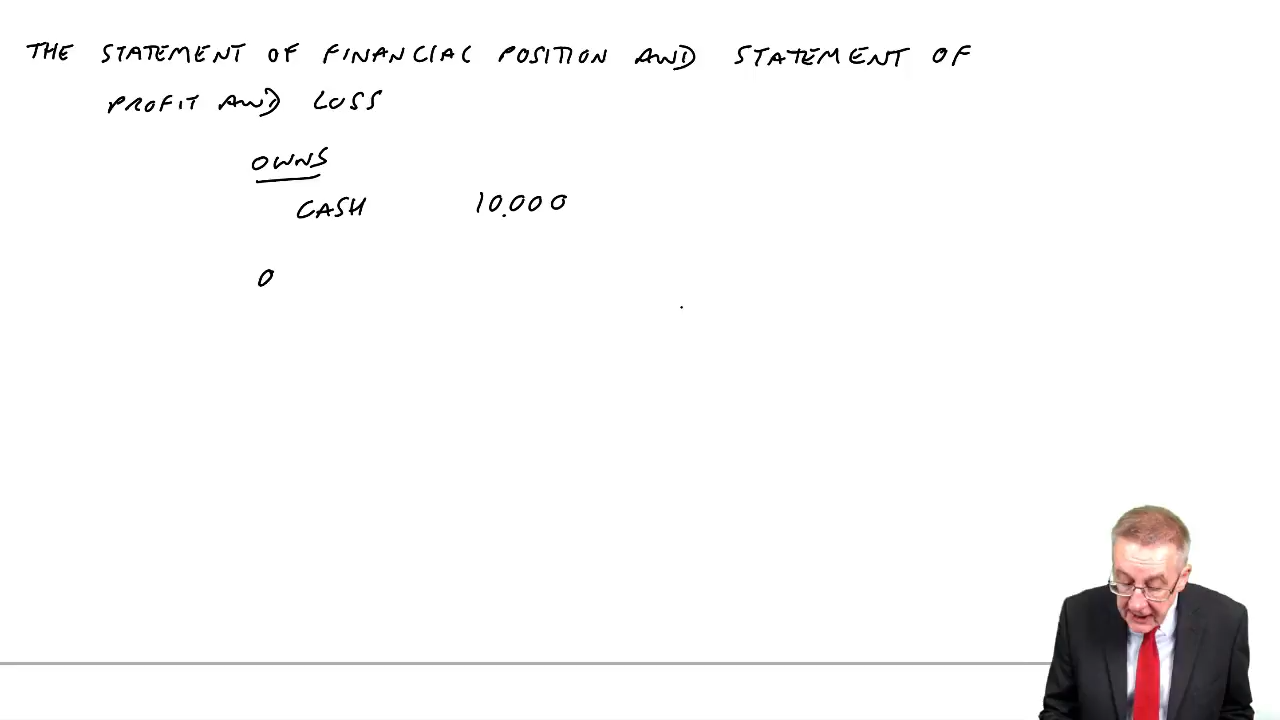 THE STATEMENT OF FINANCIAL POSITION AND STATEMENT OF
PROFIT AND LOSS
OWNS
CASH 10.000
O